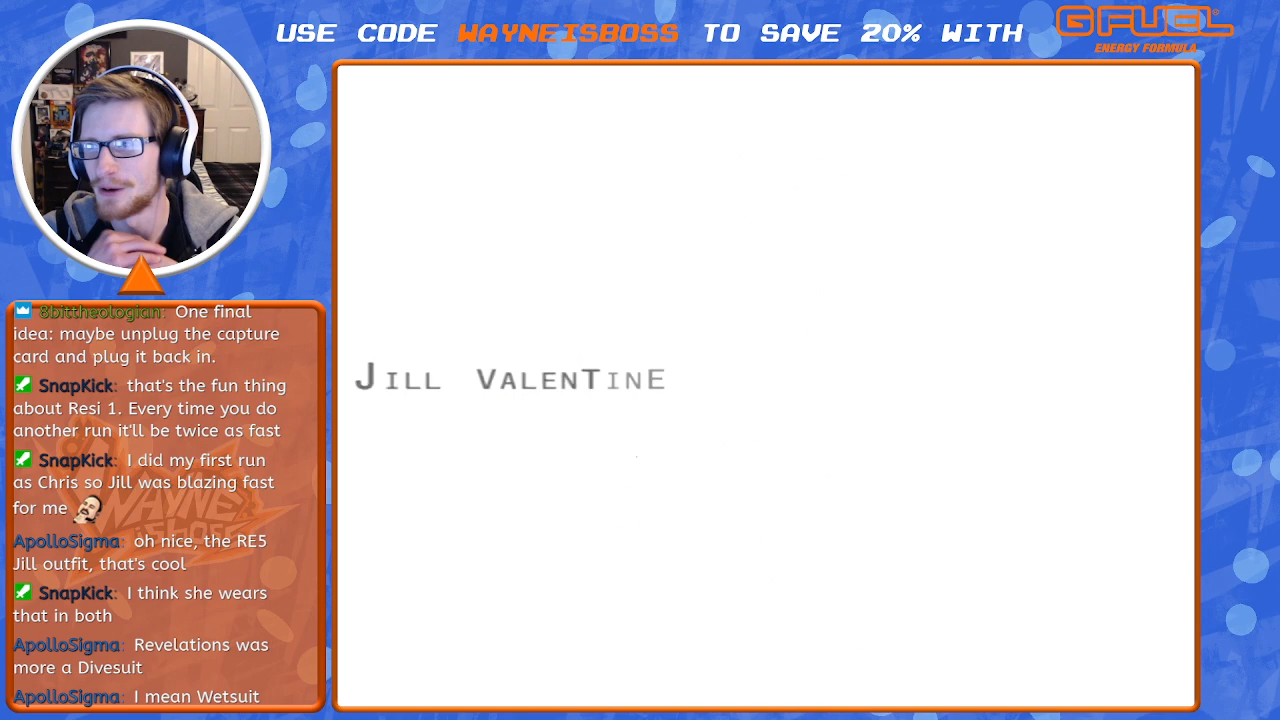 USE CODE WAYNEISBOSS TO SAVE 20% WITH
G FUEL
ENERGY FORMULA
8bittheologian: One final
idea: maybe unplug the capture
card and plug it back in.
SnapKick: that's the fun thing
about Resi 1. Every time you do
another run it'll be twice as fast
SnapKick: I did my first run
as Chris so Jill was blazing fast
for me
ApolloSigma: oh nice, the RE5
Jill outfit, that's cool
SnapKick: I think she wears
that in both
ApolloSigma: Revelations was
more a Divesuit
ApolloSigma: I mean Wetsuit
WAYNE
is boss
JILL VALENTINE